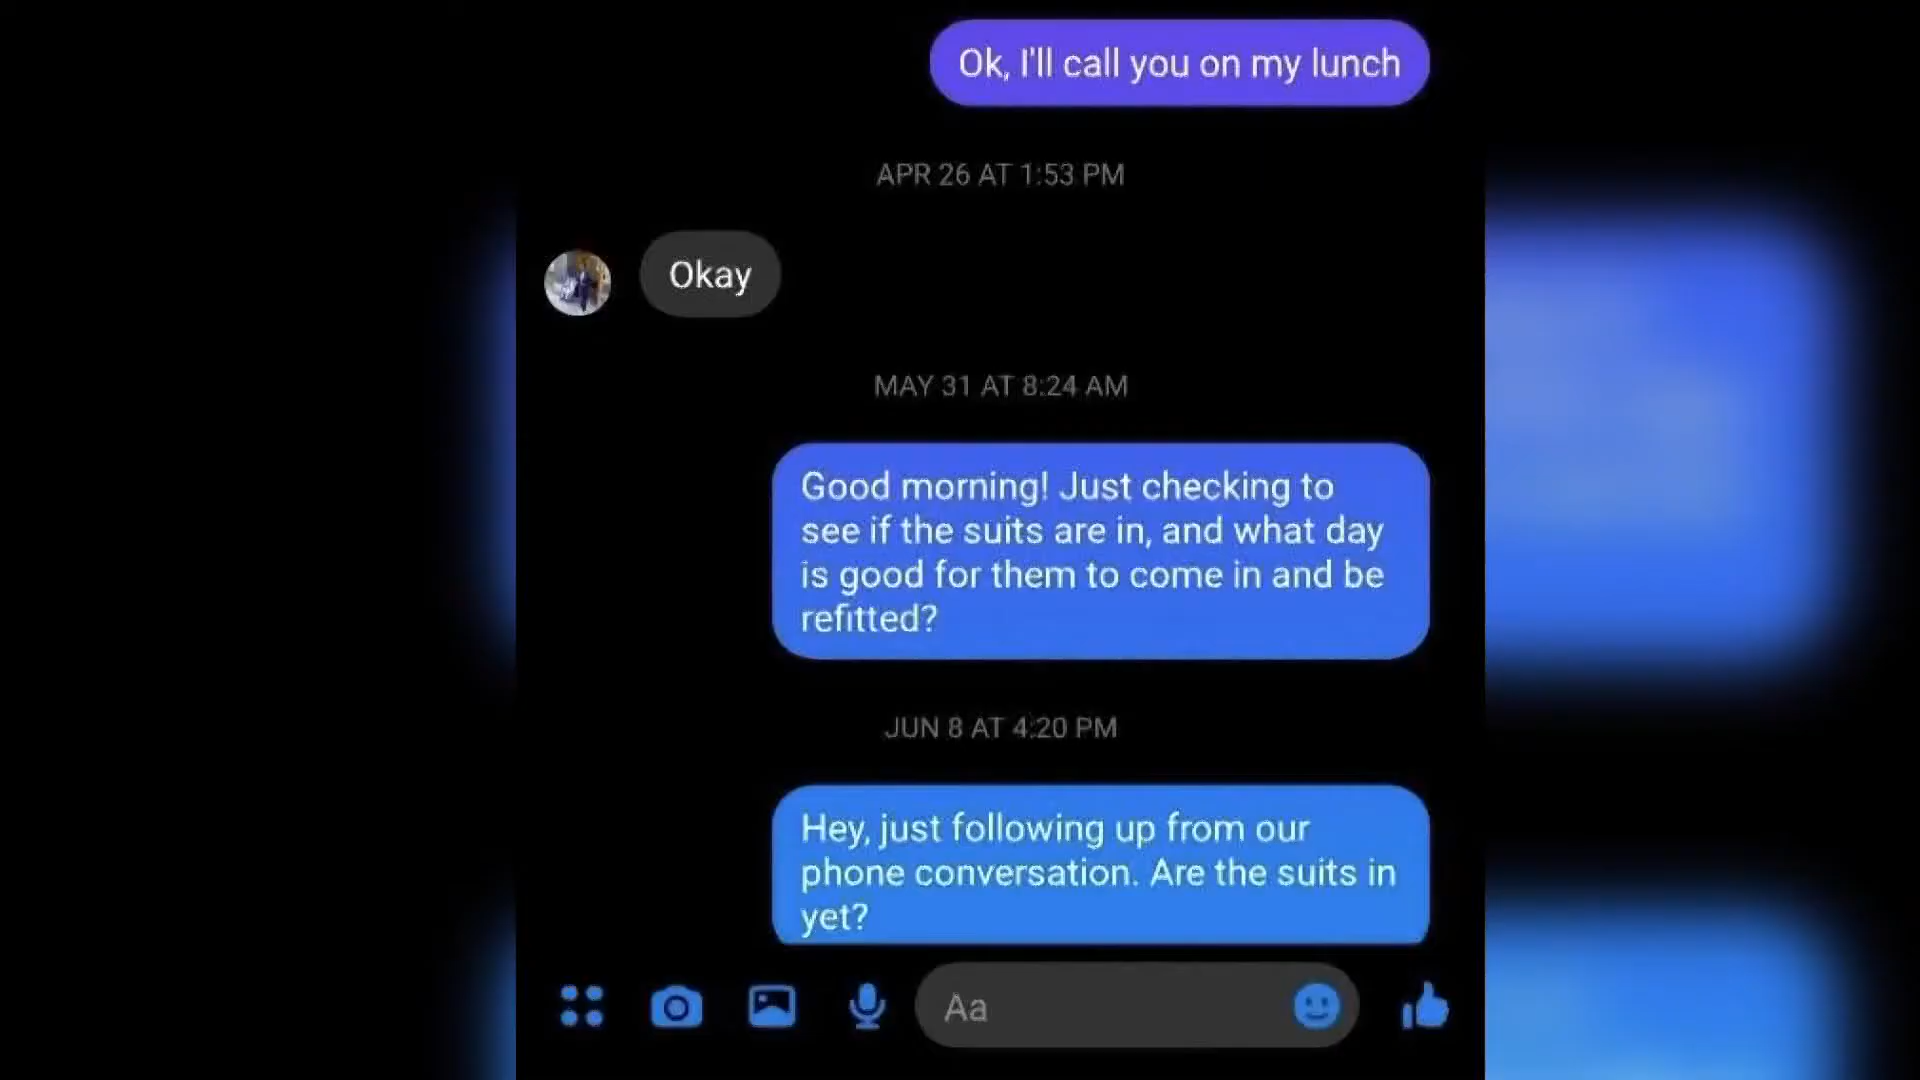 Ok, I'll call you on my lunch
APR 26 AT 1:53 PM
Okay
MAY 31 AT 8:24 AM
Good morning! Just checking to
see if the suits are in, and what day
is good for them to come in and be
refitted?
JUN 8 AT 4:20 PM
Hey, just following up from our
phone conversation. Are the suits in
yet?
Aa